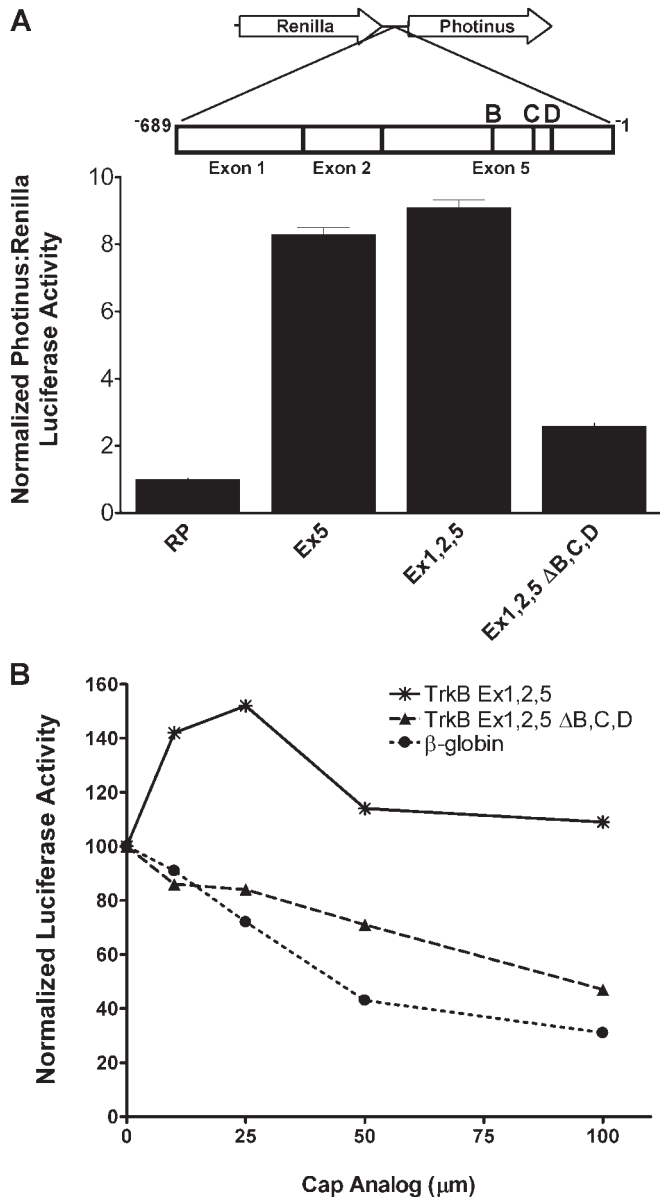 A
Renilla
Photinus
-689
B
C
D
-1
Exon 1
Exon 2
Exon 5
Normalized Photinus:Renilla
Luciferase Activity
10
8
6
4
2
0
RP
Ex5
Ex1,2,5
Ex1,2,5 ΔB,C,D
B
Normalized Luciferase Activity
160
140
120
100
80
60
40
20
0
TrkB Ex1,2,5
TrkB Ex1,2,5 ΔB,C,D
β-globin
0
25
50
75
100
Cap Analog (μm)